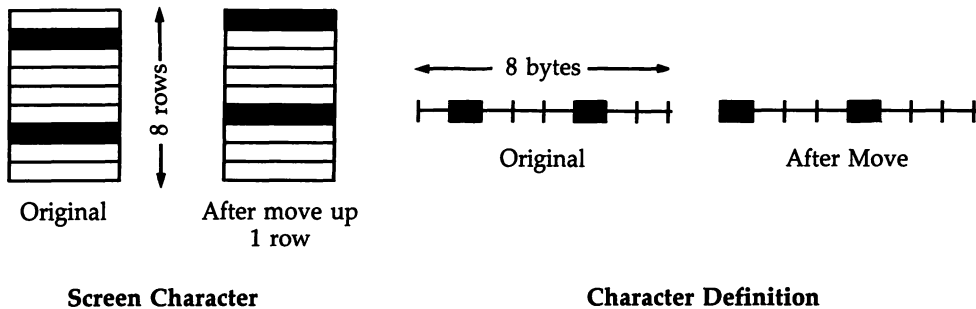 8 rows
Original
After move up
1 row
Screen Character
8 bytes
Original
After Move
Character Definition